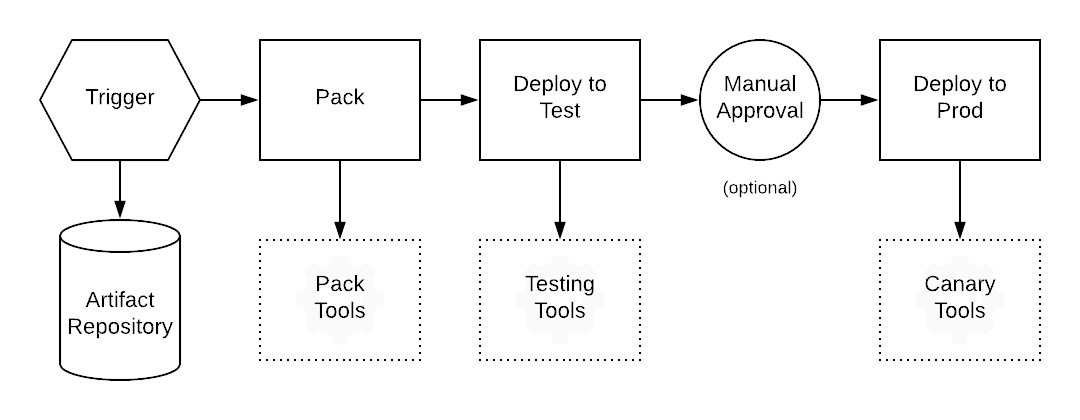 Trigger
Pack
Deploy to
Test
Manual
Approval
(optional)
Deploy to
Prod
Artifact
Repository
Pack
Tools
Testing
Tools
Canary
Tools